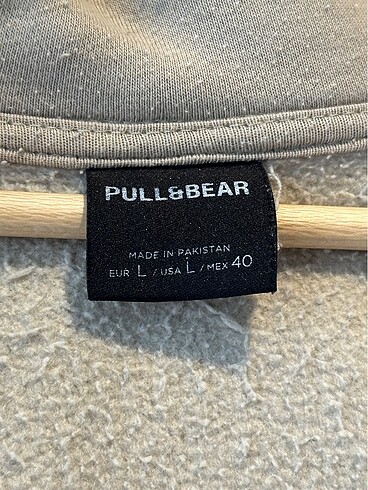 PULL&BEAR
MADE IN PAKISTAN
EUR L / USA L / MEX 40